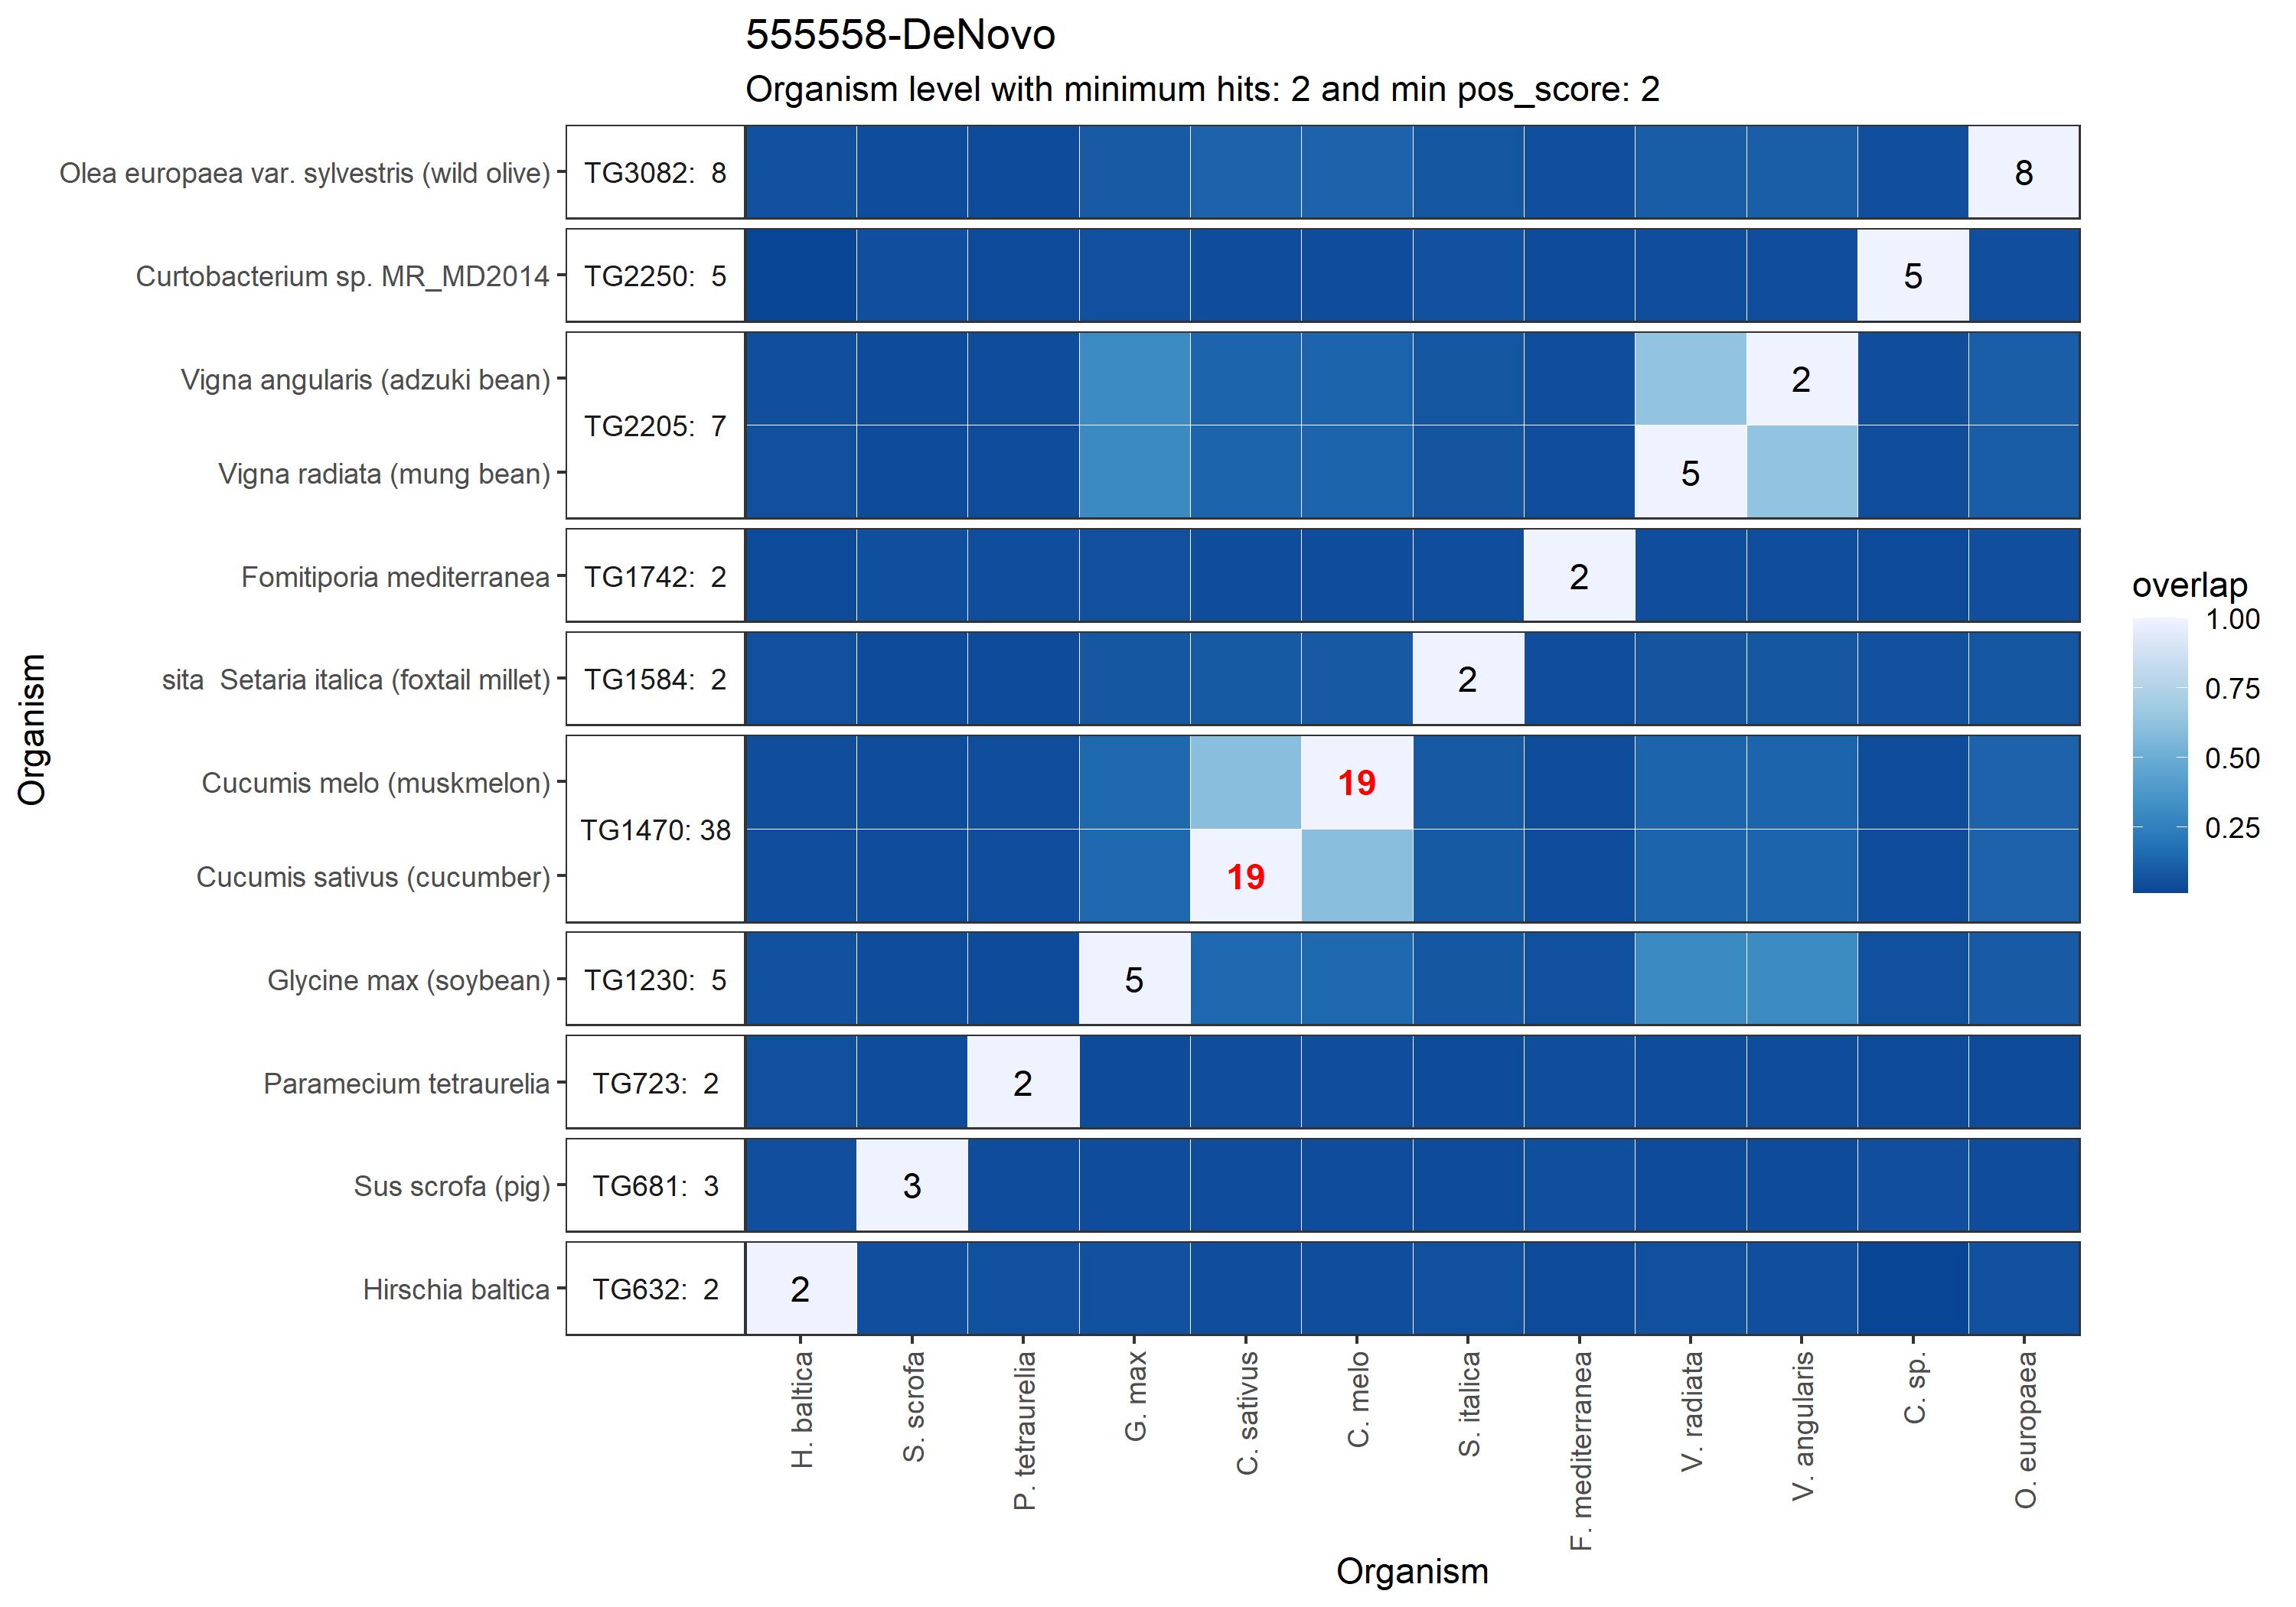 555558-DeNovo
Organism level with minimum hits: 2 and min pos_score: 2
Olea europaea var. sylvestris (wild olive) TG3082: 8 8
Curtobacterium sp. MR_MD2014 TG2250: 5 5
Vigna angularis (adzuki bean) 2
TG2205: 7
Vigna radiata (mung bean) 5
Fomitiporia mediterranea TG1742: 2 2
sita Setaria italica (foxtail millet) TG1584: 2 2
Cucumis melo (muskmelon) 19
TG1470: 38
Cucumis sativus (cucumber) 19
Glycine max (soybean) TG1230: 5 5
Paramecium tetraurelia TG723: 2 2
Sus scrofa (pig) TG681: 3 3
Hirschia baltica TG632: 2 2
Organism
H. baltica
S. scrofa
P. tetraurelia
G. max
C. sativus
C. melo
S. italica
F. mediterranea
V. radiata
V. angularis
C. sp.
O. europaea
Organism
overlap
1.00
0.75
0.50
0.25